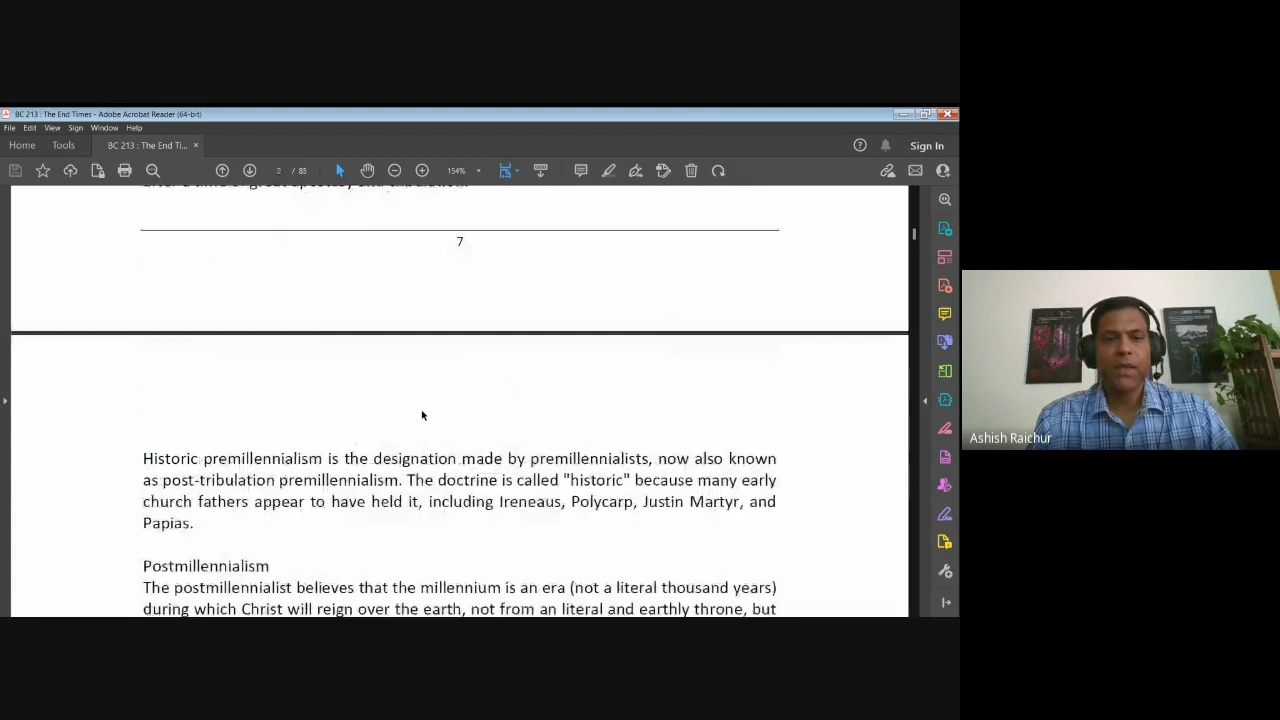 BC 213 : The End Times - Adobe Acrobat Reader (64-bit)
File Edit View Sign Window Help
Home Tools BC 213 : The End Ti... × Sign In
/ 85 154%
7
Historic premillennialism is the designation made by premillennialists, now also known
as post-tribulation premillennialism. The doctrine is called "historic" because many early
church fathers appear to have held it, including Ireneaus, Polycarp, Justin Martyr, and
Papias.
Postmillennialism
The postmillennialist believes that the millennium is an era (not a literal thousand years)
during which Christ will reign over the earth, not from an literal and earthly throne, but
Ashish Raichur